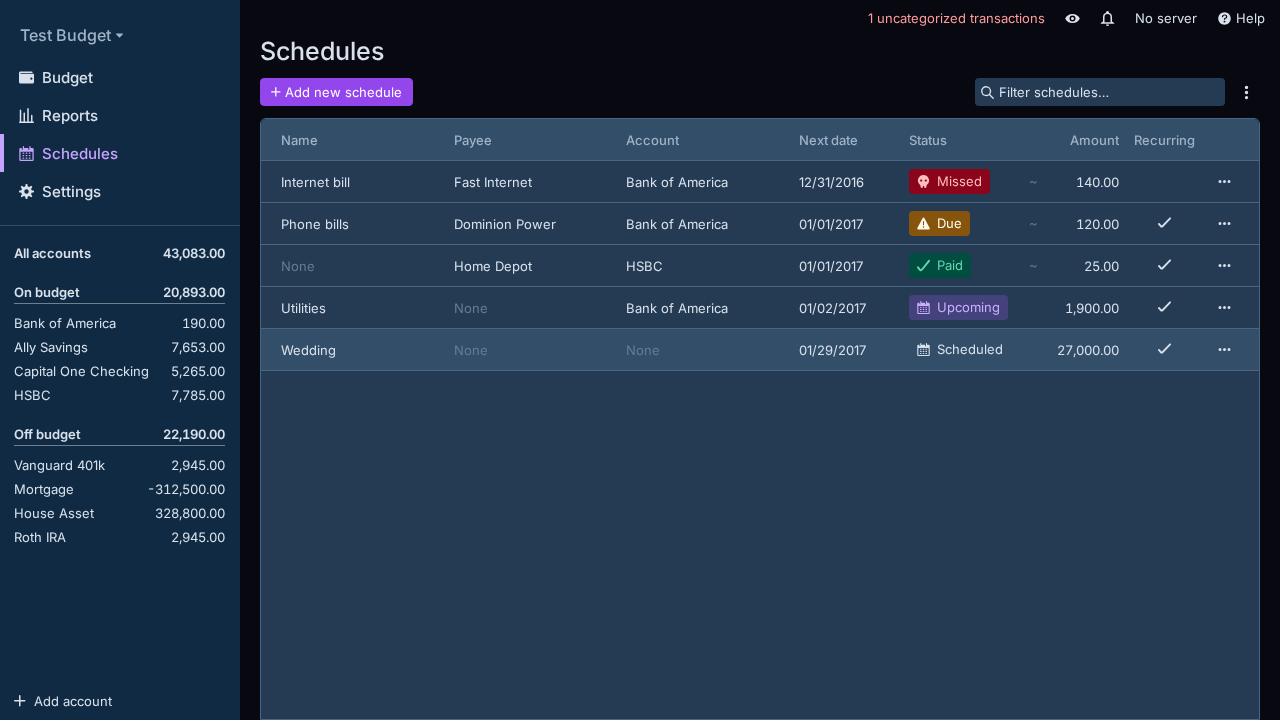 Test Budget
Budget
Reports
Schedules
Settings
All accounts 43,083.00
On budget 20,893.00
Bank of America 190.00
Ally Savings 7,653.00
Capital One Checking 5,265.00
HSBC 7,785.00
Off budget 22,190.00
Vanguard 401k 2,945.00
Mortgage -312,500.00
House Asset 328,800.00
Roth IRA 2,945.00
Add account
1 uncategorized transactions No server Help
Schedules
Add new schedule
Filter schedules...
Name Payee Account Next date Status Amount Recurring
Internet bill Fast Internet Bank of America 12/31/2016 Missed ~ 140.00
Phone bills Dominion Power Bank of America 01/01/2017 Due ~ 120.00
None Home Depot HSBC 01/01/2017 Paid ~ 25.00
Utilities None Bank of America 01/02/2017 Upcoming 1,900.00
Wedding None None 01/29/2017 Scheduled 27,000.00